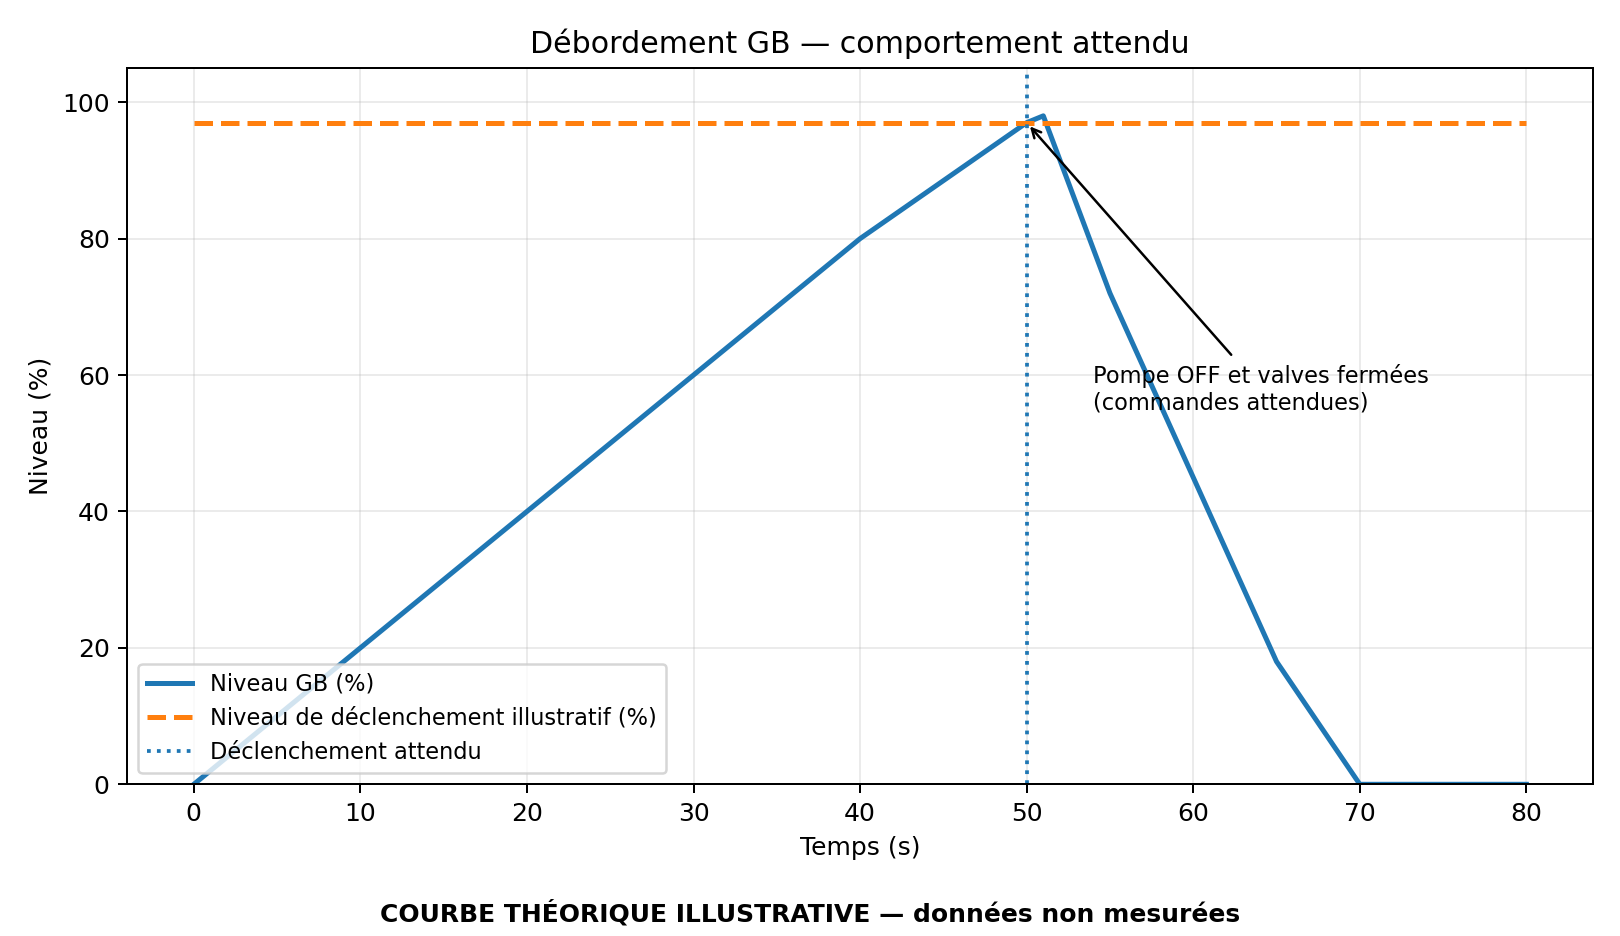 Débordement GB — comportement attendu
100
80
60
40
20
0
Niveau (%)
Pompe OFF et valves fermées
(commandes attendues)
Niveau GB (%)
Niveau de déclenchement illustratif (%)
Déclenchement attendu
0 10 20 30 40 50 60 70 80
Temps (s)
COURBE THÉORIQUE ILLUSTRATIVE — données non mesurées